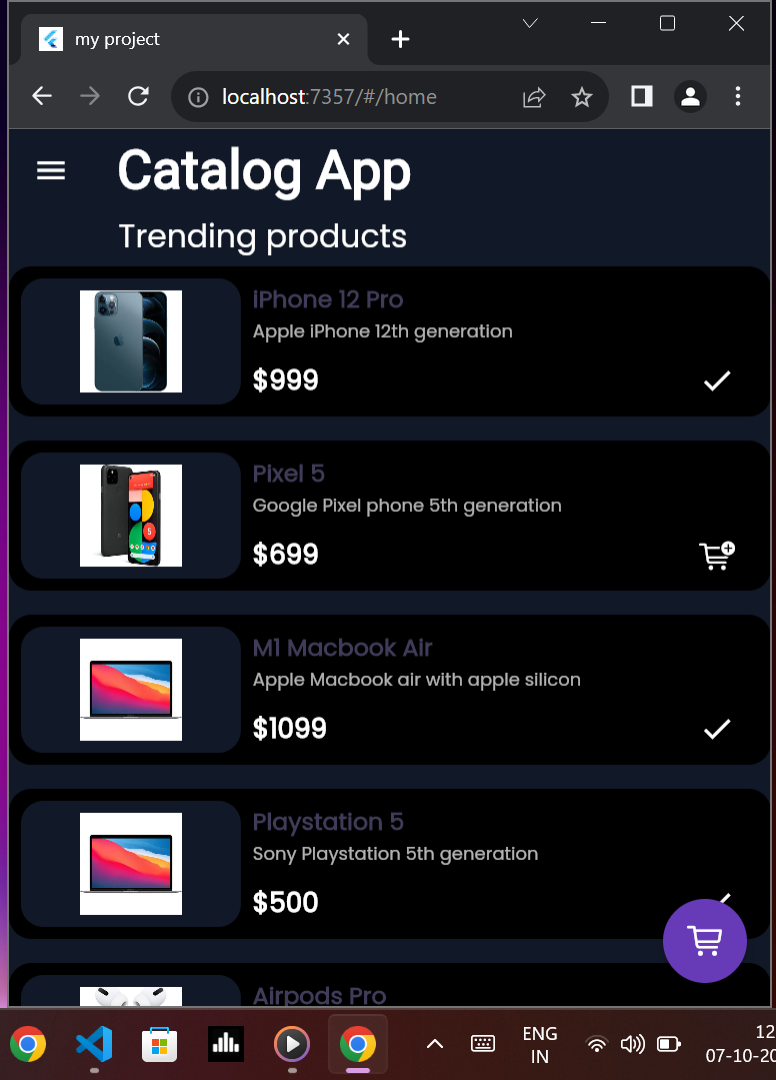 my project
localhost:7357/#/home
Catalog App
Trending products
iPhone 12 Pro
Apple iPhone 12th generation
$999
Pixel 5
Google Pixel phone 5th generation
$699
M1 Macbook Air
Apple Macbook air with apple silicon
$1099
Playstation 5
Sony Playstation 5th generation
$500
Airpods Pro
ENG
IN
12
07-10-20